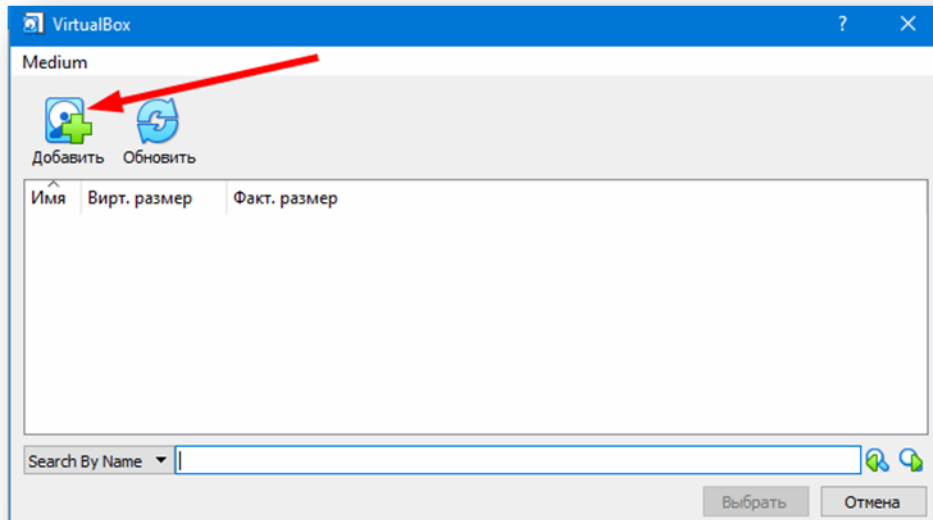 VirtualBox
Medium
Добавить Обновить
Имя Вирт. размер Факт. размер
Search By Name
Выбрать Отмена